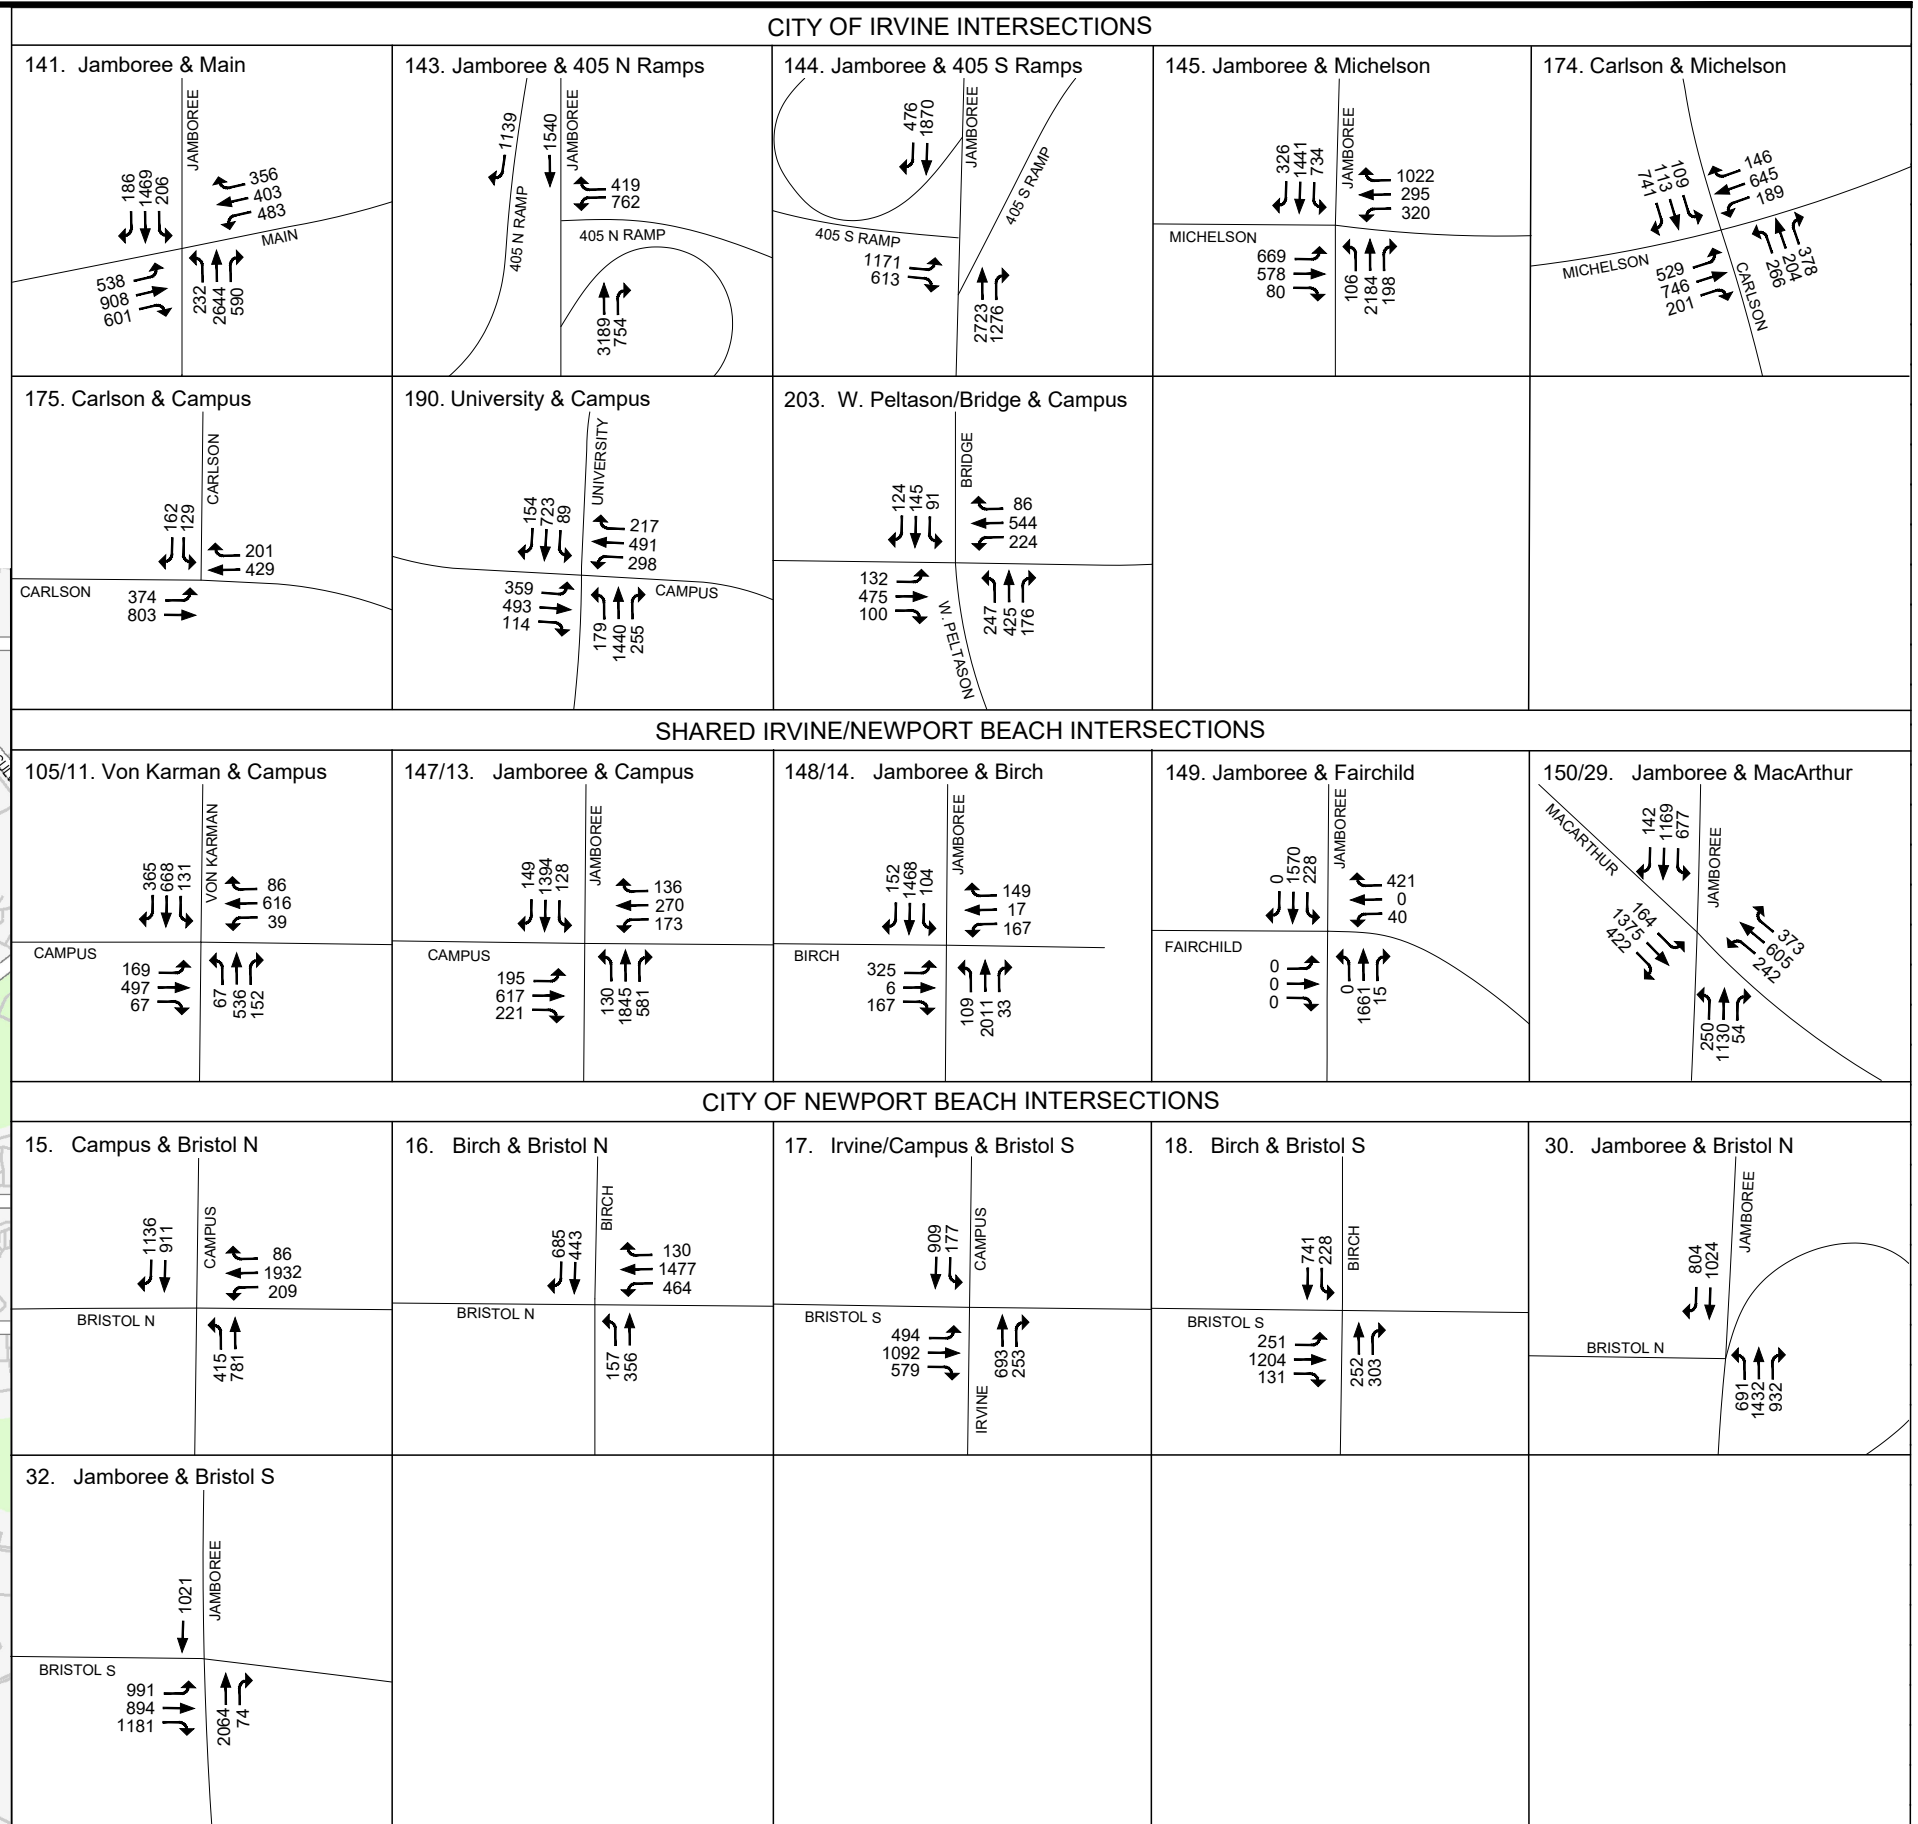 CITY OF IRVINE INTERSECTIONS
141. Jamboree & Main
JAMBOREE
186
1469
206
356
403
483
MAIN
538
908
601
232
2644
590
143. Jamboree & 405 N Ramps
1139
1540
JAMBOREE
419
762
405 N RAMP
405 N RAMP
3189
754
144. Jamboree & 405 S Ramps
476
1870
JAMBOREE
405 S RAMP
405 S RAMP
1171
613
2723
1276
145. Jamboree & Michelson
326
1441
734
JAMBOREE
1022
295
320
MICHELSON
669
578
80
106
2184
198
174. Carlson & Michelson
741
113
109
146
645
189
MICHELSON
529
746
201
CARLSON
266
204
378
175. Carlson & Campus
CARLSON
162
129
201
429
CARLSON
374
803
190. University & Campus
UNIVERSITY
154
723
89
217
491
298
359
493
114
CAMPUS
179
1440
255
203. W. Peltason/Bridge & Campus
BRIDGE
124
145
91
86
544
224
132
475
100
W. PELTASON
247
425
176
SHARED IRVINE/NEWPORT BEACH INTERSECTIONS
105/11. Von Karman & Campus
VON KARMAN
365
668
131
86
616
39
CAMPUS
169
497
67
67
536
152
147/13. Jamboree & Campus
JAMBOREE
149
1394
128
136
270
173
CAMPUS
195
617
221
130
1845
581
148/14. Jamboree & Birch
JAMBOREE
152
1468
104
149
17
167
BIRCH
325
6
167
109
2011
33
149. Jamboree & Fairchild
JAMBOREE
0
1570
228
421
0
40
FAIRCHILD
0
0
0
0
1661
15
150/29. Jamboree & MacArthur
MACARTHUR
142
1169
677
JAMBOREE
164
1375
422
373
605
242
250
1130
54
CITY OF NEWPORT BEACH INTERSECTIONS
15. Campus & Bristol N
1136
911
CAMPUS
86
1932
209
BRISTOL N
415
781
16. Birch & Bristol N
BIRCH
685
443
130
1477
464
BRISTOL N
157
356
17. Irvine/Campus & Bristol S
909
177
CAMPUS
BRISTOL S
494
1092
579
693
253
IRVINE
18. Birch & Bristol S
741
228
BIRCH
BRISTOL S
251
1204
131
252
303
30. Jamboree & Bristol N
JAMBOREE
804
1024
BRISTOL N
691
1432
932
32. Jamboree & Bristol S
JAMBOREE
1021
BRISTOL S
991
894
1181
2064
74